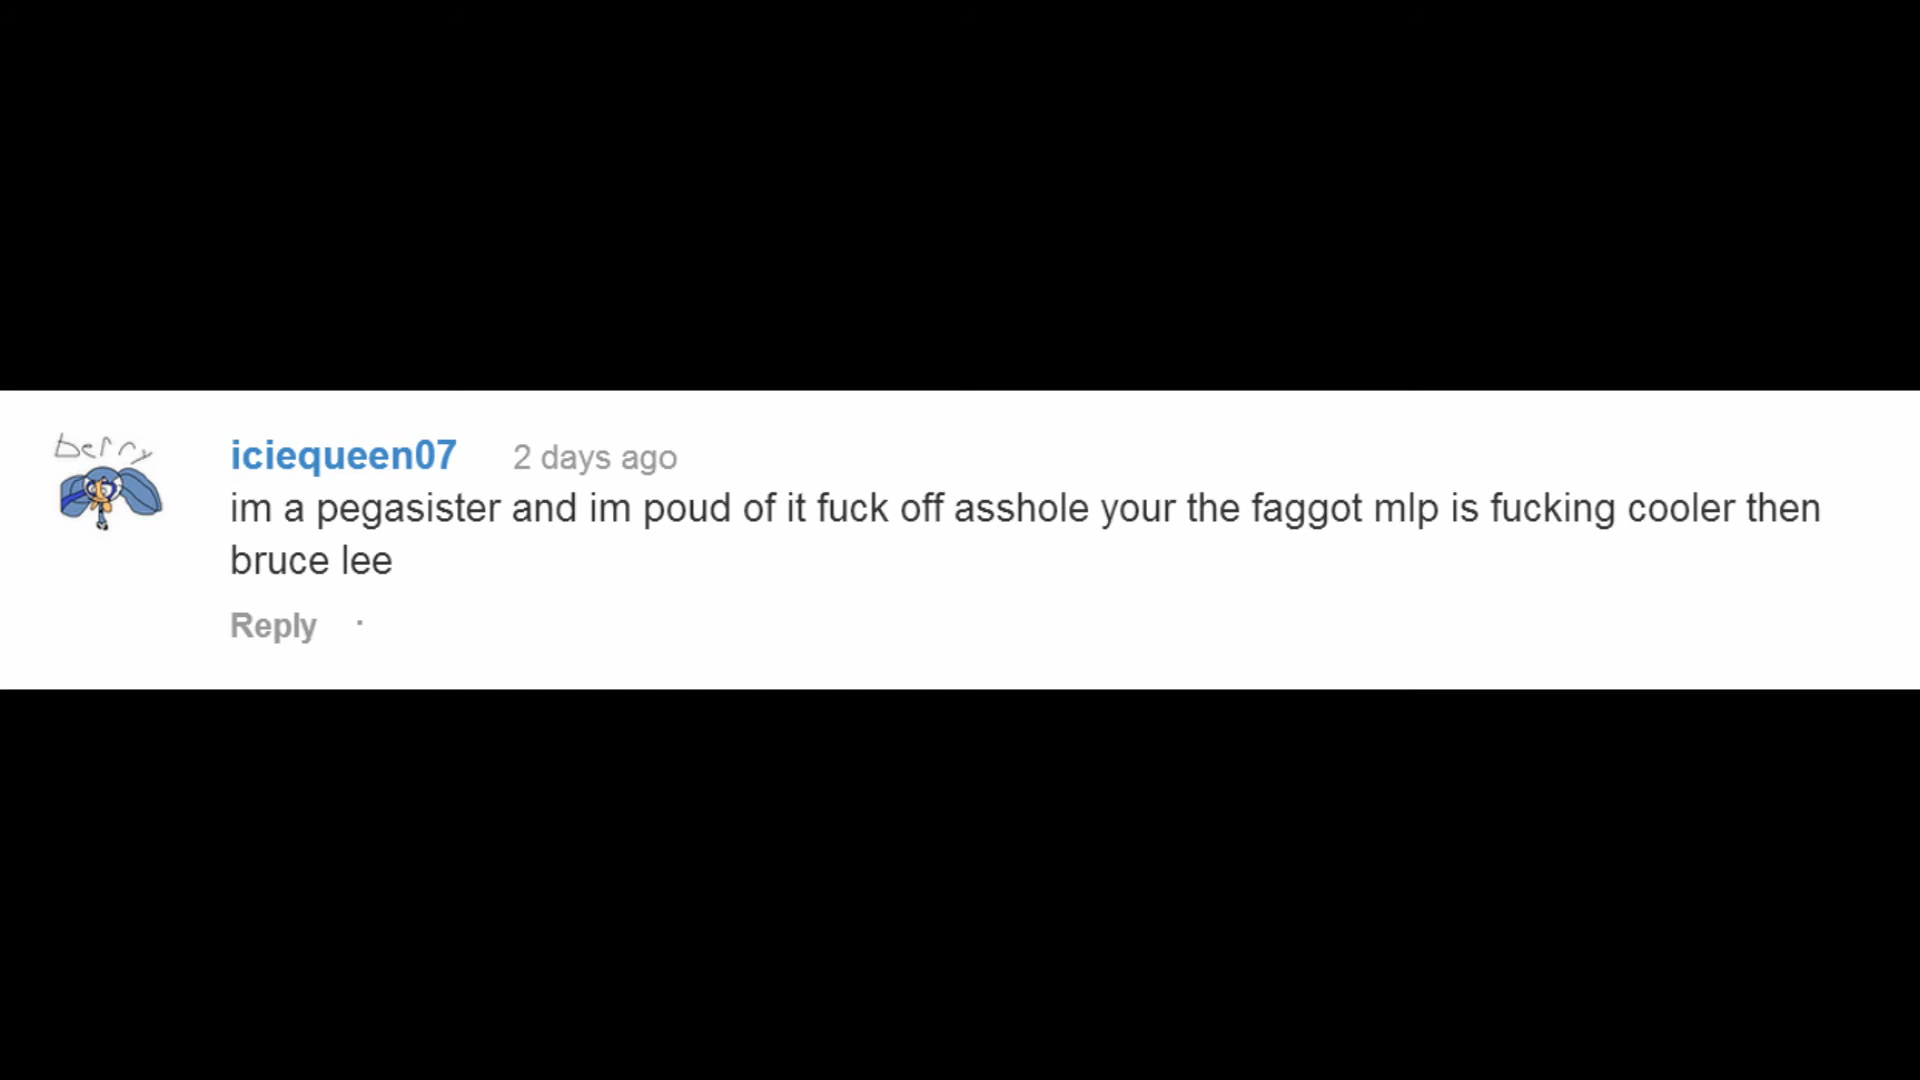 berry
iciequeen07 2 days ago
im a pegasister and im poud of it fuck off asshole your the faggot mlp is fucking cooler then
bruce lee
Reply ·